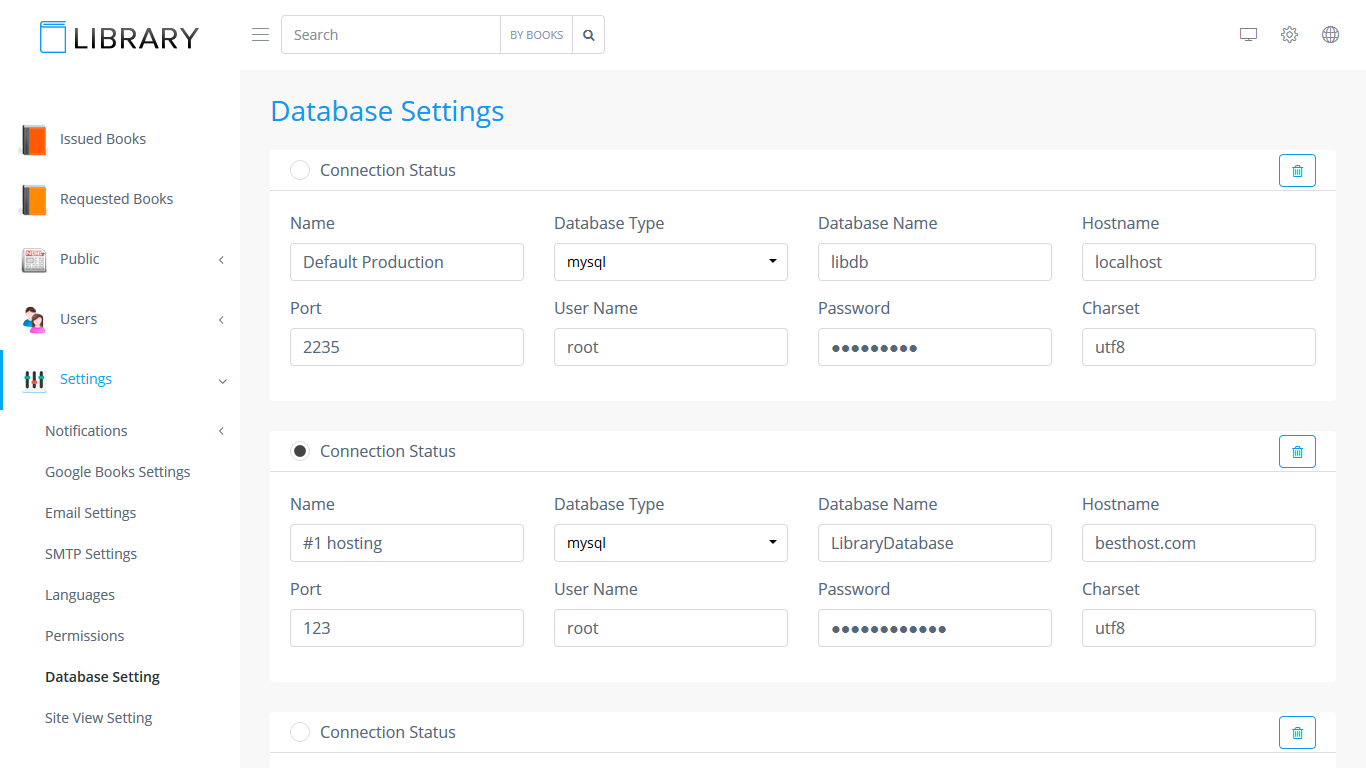 LIBRARY
Search
BY BOOKS
Issued Books
Requested Books
Public
Users
Settings
Notifications
Google Books Settings
Email Settings
SMTP Settings
Languages
Permissions
Database Setting
Site View Setting
Database Settings
Connection Status
Name
Database Type
Database Name
Hostname
Default Production
mysql
libdb
localhost
Port
User Name
Password
Charset
2235
root
●●●●●●●●●
utf8
Connection Status
Name
Database Type
Database Name
Hostname
#1 hosting
mysql
LibraryDatabase
besthost.com
Port
User Name
Password
Charset
123
root
●●●●●●●●●●●●
utf8
Connection Status